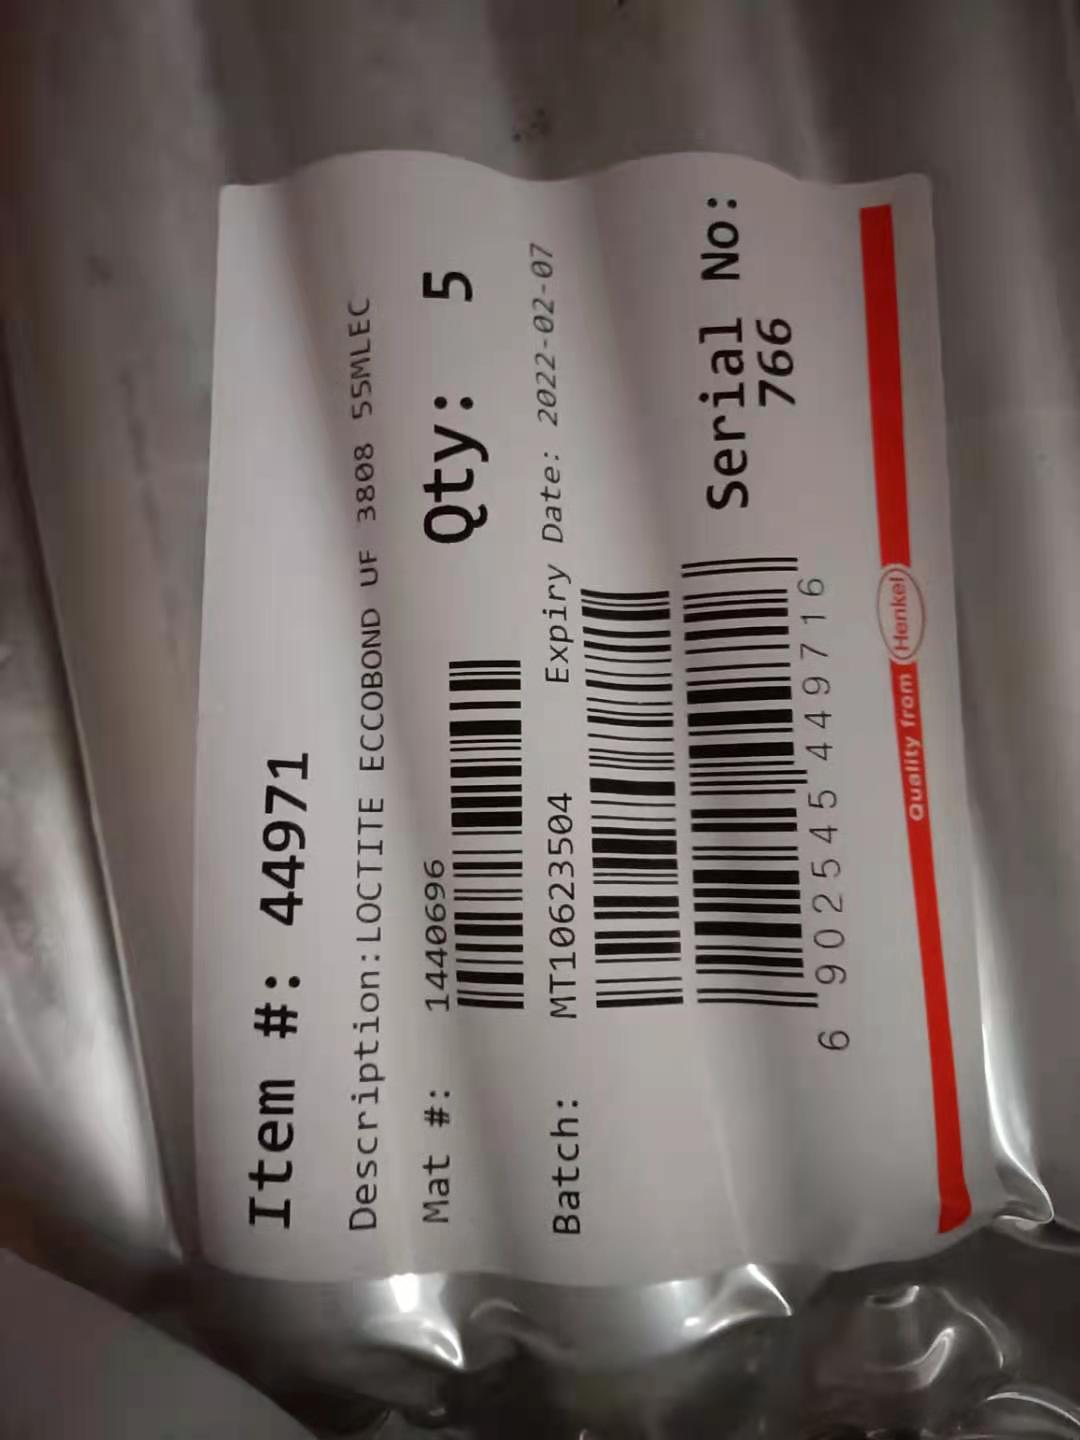 Item #: 44971
Description:LOCTITE ECCOBOND UF 3808 55MLEC
Mat #: 1440696 Qty: 5
Batch: MT10623504 Expiry Date: 2022-02-07
Serial No:
766
6 902545 449716
Quality from Henkel